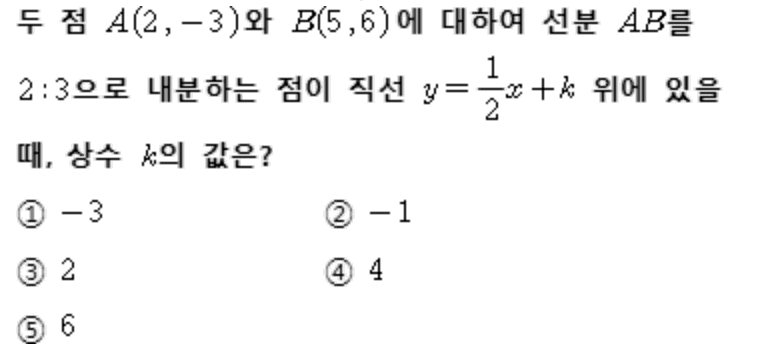 두 점 A(2, -3)와 B(5,6)에 대하여 선분 AB를
2:3으로 내분하는 점이 직선 y=\frac{1}{2}x+k 위에 있을
때, 상수 k의 값은?
① -3 ② -1
③ 2 ④ 4
⑤ 6